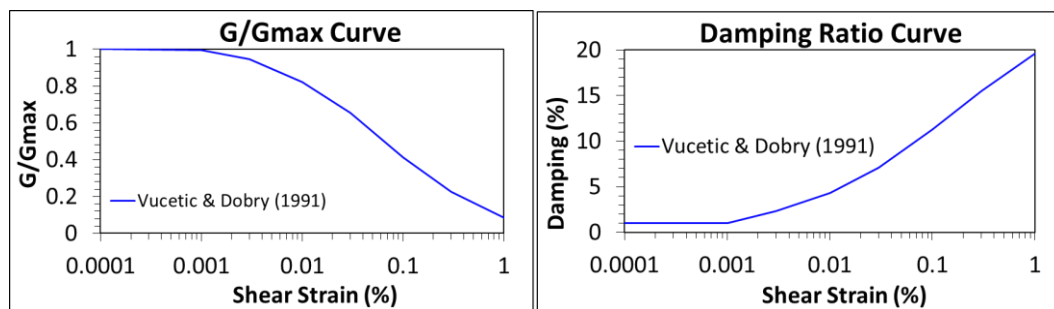 G/Gmax Curve
1
0.8
0.6
0.4
0.2
0
G/Gmax
Vucetic & Dobry (1991)
0.0001 0.001 0.01 0.1 1
Shear Strain (%)
Damping Ratio Curve
20
15
10
5
0
Damping (%)
Vucetic & Dobry (1991)
0.0001 0.001 0.01 0.1 1
Shear Strain (%)